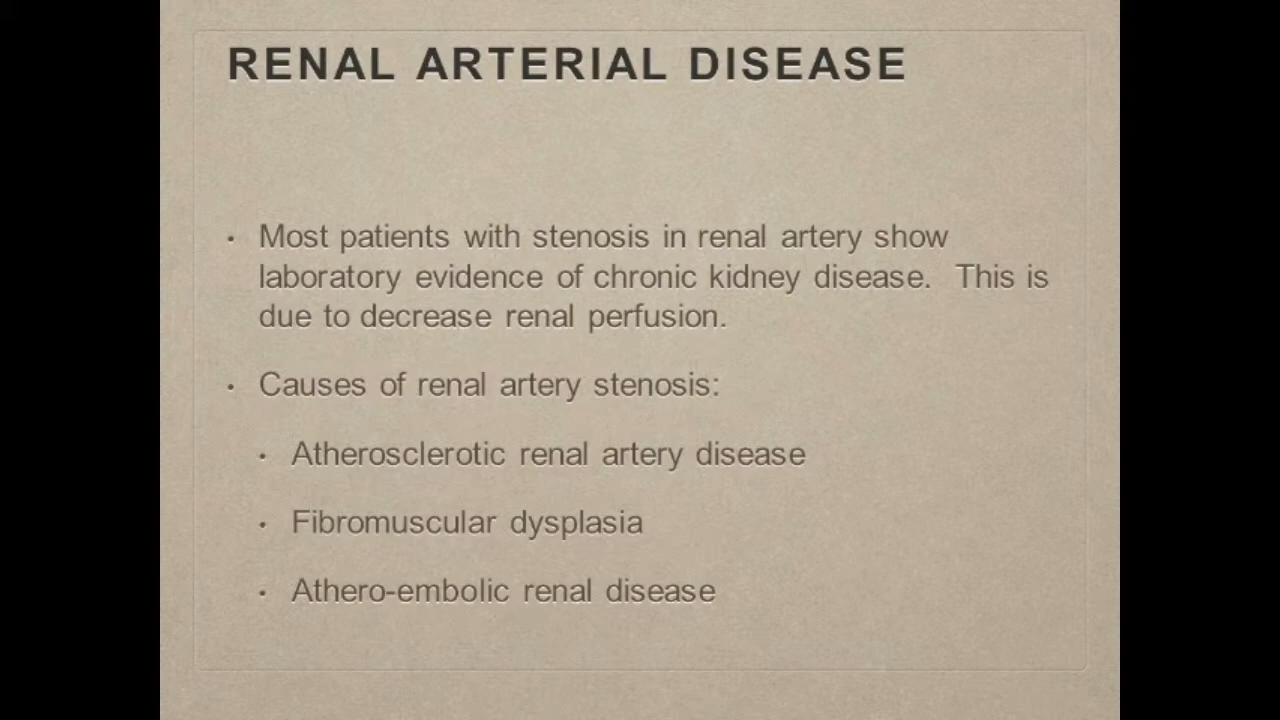 RENAL ARTERIAL DISEASE
• Most patients with stenosis in renal artery show
laboratory evidence of chronic kidney disease.  This is
due to decrease renal perfusion.
• Causes of renal artery stenosis:
• Atherosclerotic renal artery disease
• Fibromuscular dysplasia
• Athero-embolic renal disease